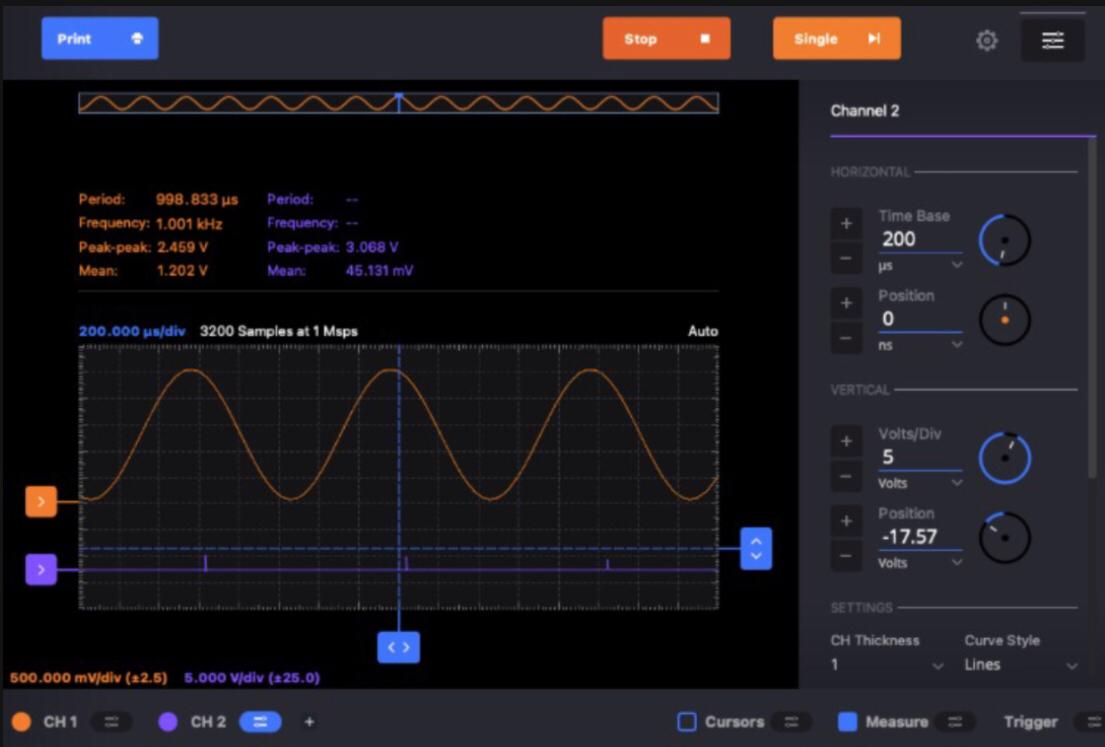 Print
Stop
Single
Period: 998.833 µs Period: --
Frequency: 1.001 kHz Frequency: --
Peak-peak: 2.459 V Peak-peak: 3.068 V
Mean: 1.202 V Mean: 45.131 mV
200.000 µs/div 3200 Samples at 1 Msps Auto
500.000 mV/div (±2.5) 5.000 V/div (±25.0)
Channel 2
HORIZONTAL
Time Base
+ 200
- µs
Position
+ 0
- ns
VERTICAL
Volts/Div
+ 5
- Volts
Position
+ -17.57
- Volts
SETTINGS
CH Thickness Curve Style
1 Lines
CH 1 CH 2 + Cursors Measure Trigger